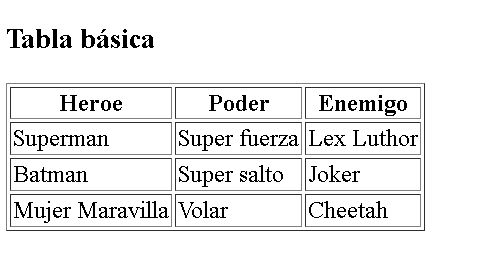 Tabla básica
Heroe Poder Enemigo
Superman Super fuerza Lex Luthor
Batman Super salto Joker
Mujer Maravilla Volar Cheetah